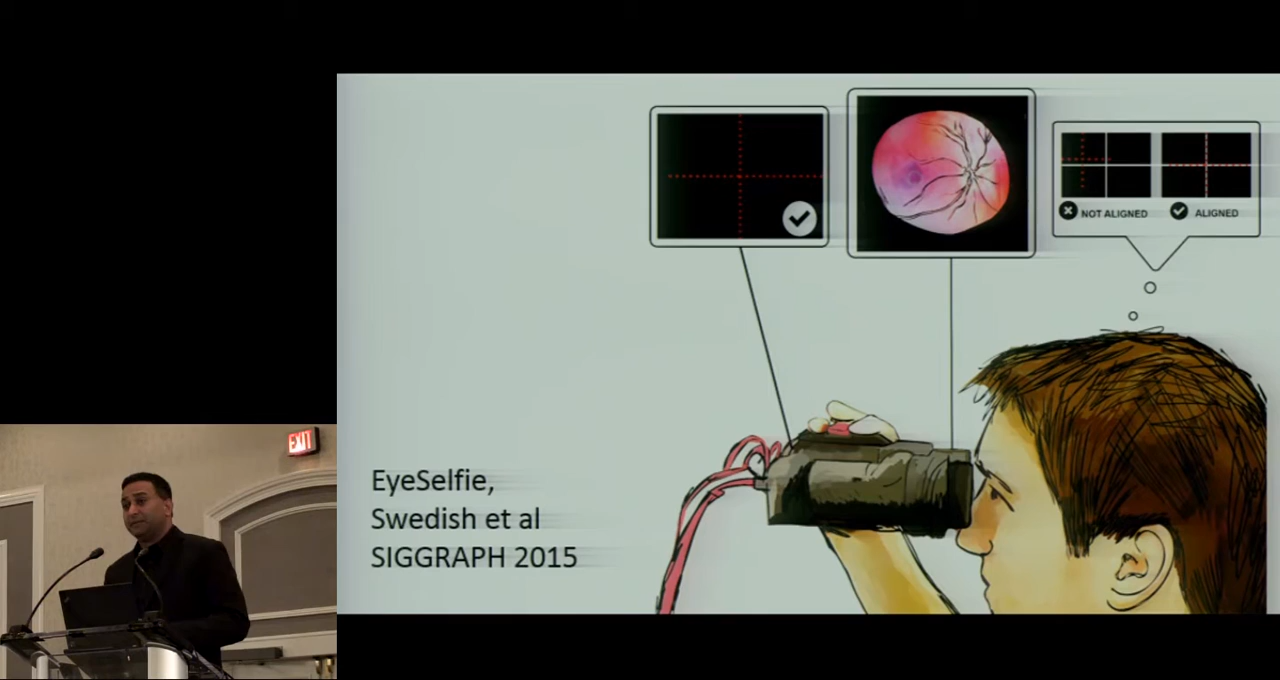 NOT ALIGNED
ALIGNED
EXIT
EyeSelfie,
Swedish et al
SIGGRAPH 2015